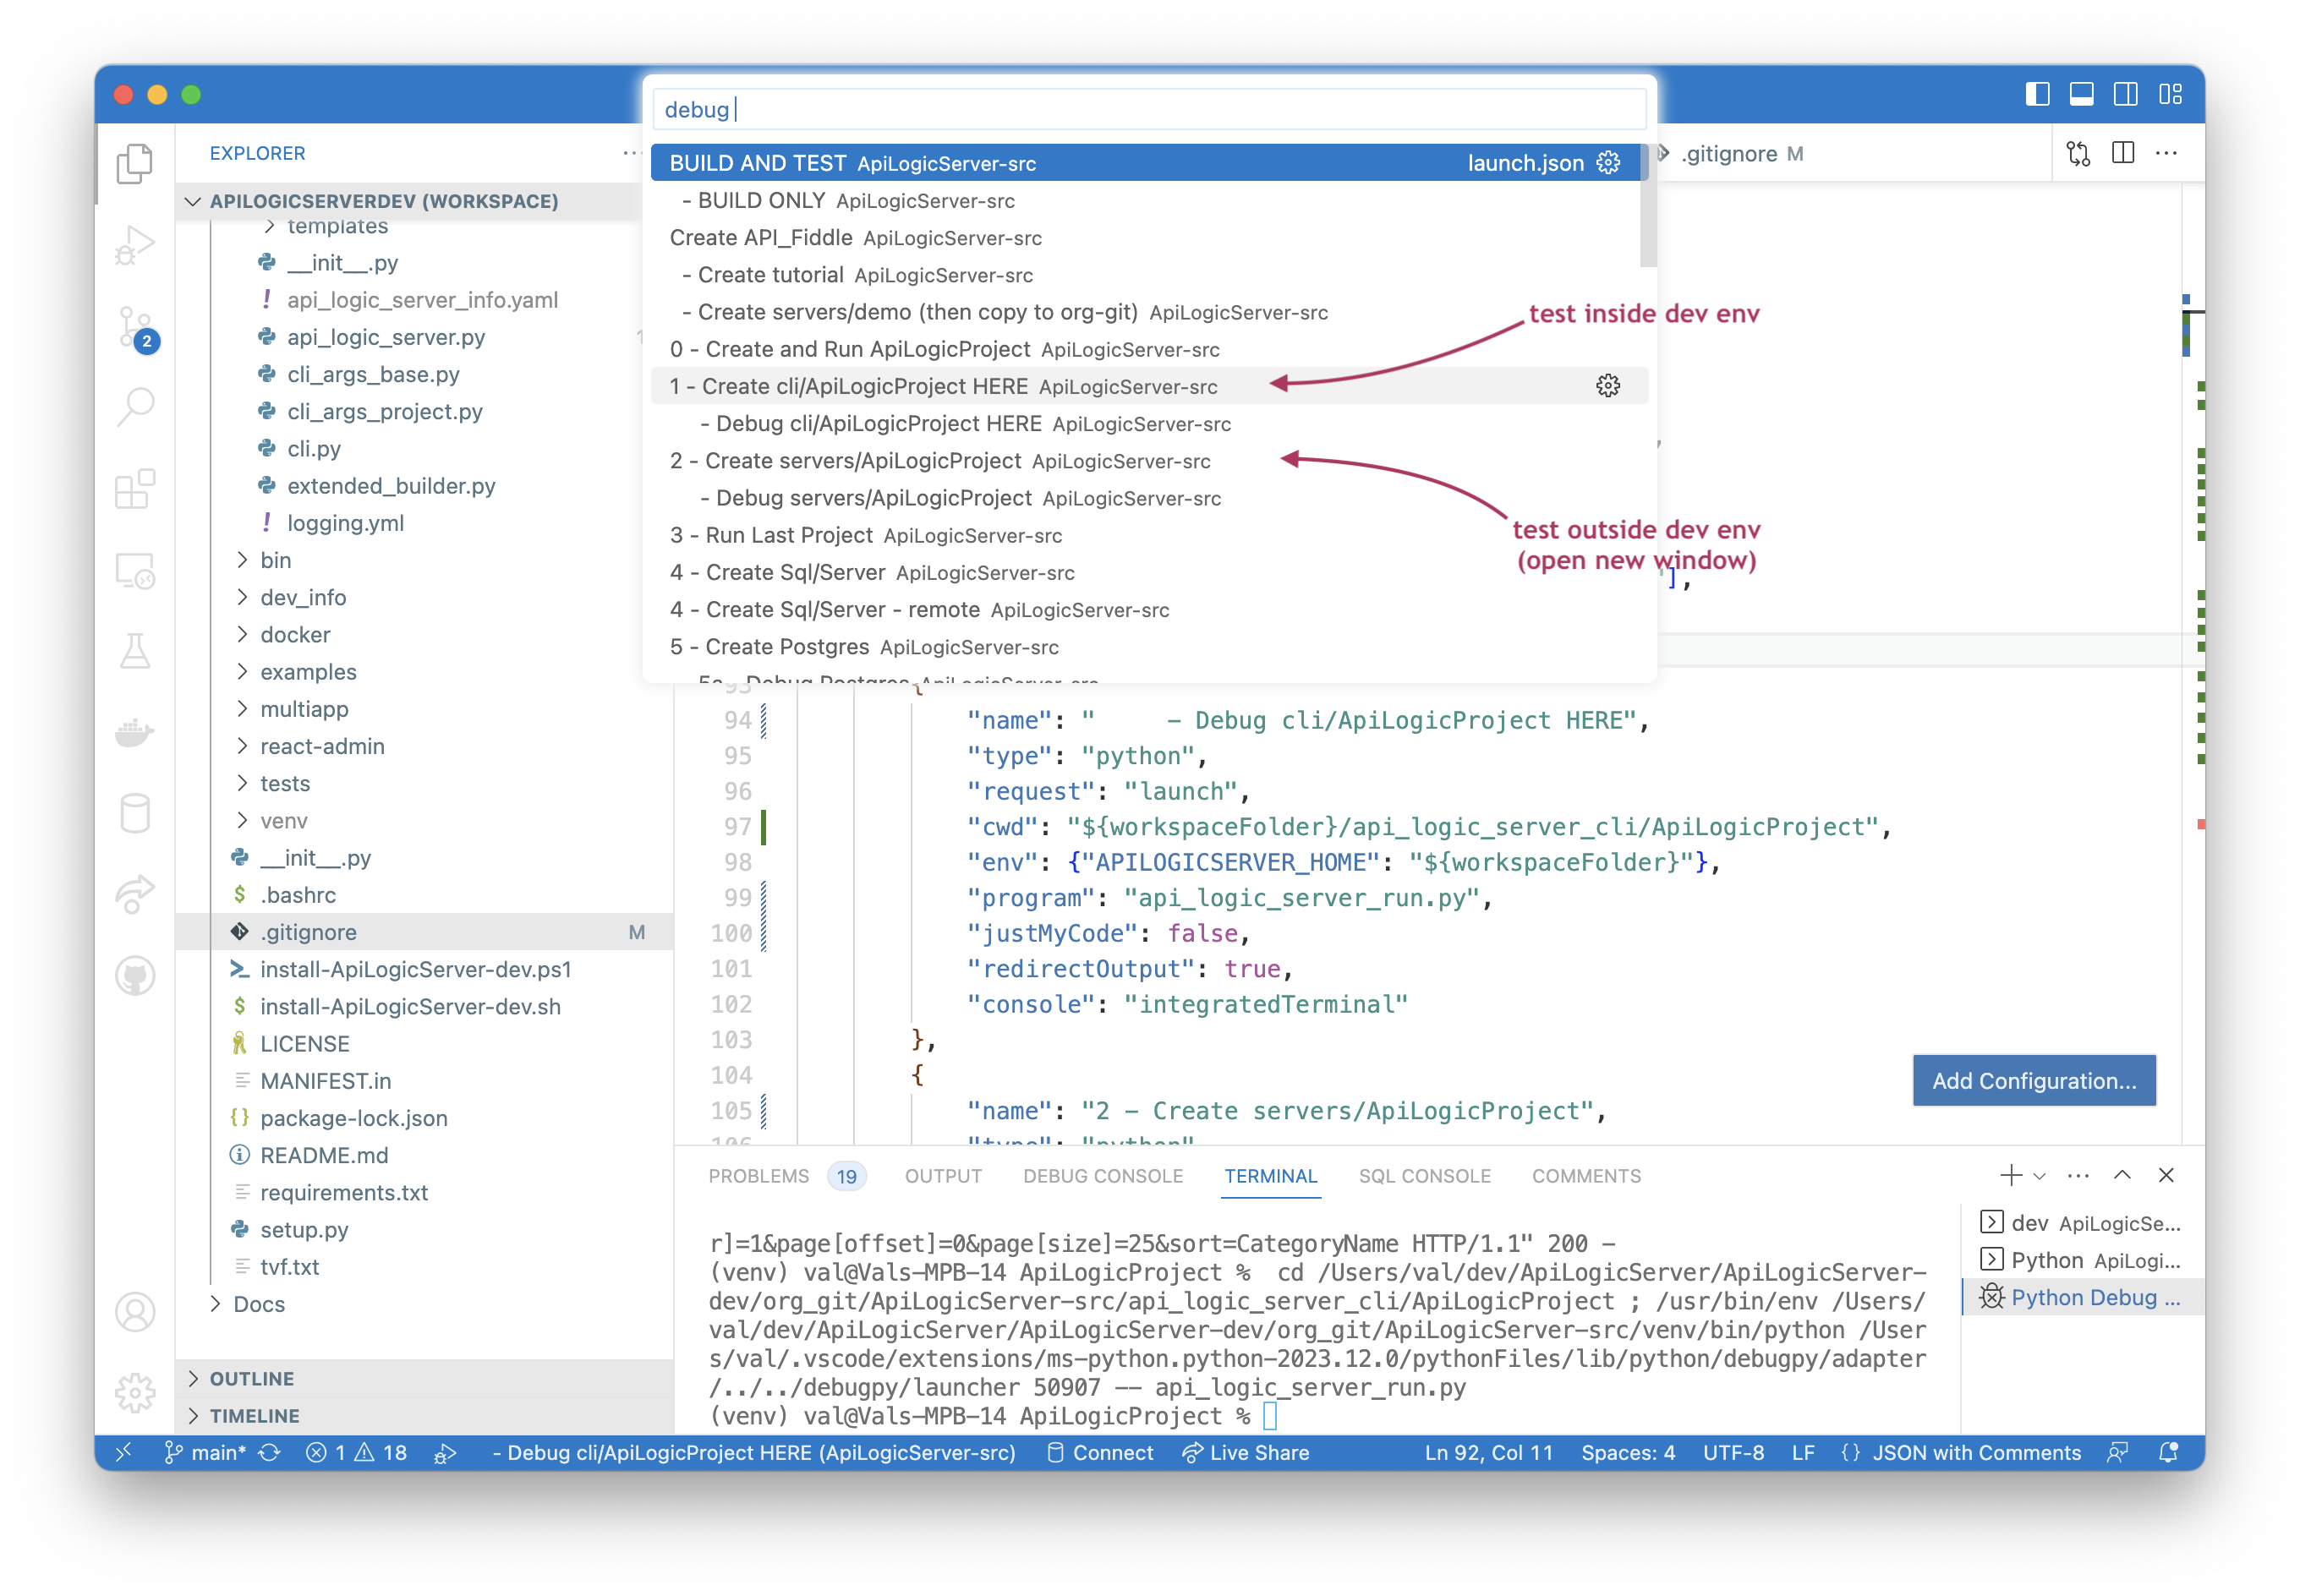 debug
BUILD AND TEST ApiLogicServer-src launch.json
- BUILD ONLY ApiLogicServer-src
Create API_Fiddle ApiLogicServer-src
- Create tutorial ApiLogicServer-src
- Create servers/demo (then copy to org-git) ApiLogicServer-src
0 - Create and Run ApiLogicProject ApiLogicServer-src
1 - Create cli/ApiLogicProject HERE ApiLogicServer-src
- Debug cli/ApiLogicProject HERE ApiLogicServer-src
2 - Create servers/ApiLogicProject ApiLogicServer-src
- Debug servers/ApiLogicProject ApiLogicServer-src
3 - Run Last Project ApiLogicServer-src
4 - Create Sql/Server ApiLogicServer-src
4 - Create Sql/Server - remote ApiLogicServer-src
5 - Create Postgres ApiLogicServer-src
5a - Debug Postgres ApiLogicServer-src
test inside dev env
test outside dev env
(open new window)
.gitignore M
EXPLORER
APILOGICSERVERDEV (WORKSPACE)
templates
__init__.py
api_logic_server_info.yaml
api_logic_server.py 1
cli_args_base.py
cli_args_project.py
cli.py
extended_builder.py
logging.yml
bin
dev_info
docker
examples
multiapp
react-admin
tests
venv
__init__.py
.bashrc
.gitignore M
install-ApiLogicServer-dev.ps1
install-ApiLogicServer-dev.sh
LICENSE
MANIFEST.in
package-lock.json
README.md
requirements.txt
setup.py
tvf.txt
Docs
OUTLINE
TIMELINE
2
"],
93 {
94 "name": "     - Debug cli/ApiLogicProject HERE",
95 "type": "python",
96 "request": "launch",
97 "cwd": "${workspaceFolder}/api_logic_server_cli/ApiLogicProject",
98 "env": {"APILOGICSERVER_HOME": "${workspaceFolder}"},
99 "program": "api_logic_server_run.py",
100 "justMyCode": false,
101 "redirectOutput": true,
102 "console": "integratedTerminal"
103 },
104 {
105 "name": "2 - Create servers/ApiLogicProject",
106 "type": "python"
Add Configuration...
PROBLEMS 19 OUTPUT DEBUG CONSOLE TERMINAL SQL CONSOLE COMMENTS
r]=1&page[offset]=0&page[size]=25&sort=CategoryName HTTP/1.1" 200 -
(venv) val@Vals-MPB-14 ApiLogicProject %  cd /Users/val/dev/ApiLogicServer/ApiLogicServer-
dev/org_git/ApiLogicServer-src/api_logic_server_cli/ApiLogicProject ; /usr/bin/env /Users/
val/dev/ApiLogicServer/ApiLogicServer-dev/org_git/ApiLogicServer-src/venv/bin/python /User
s/val/.vscode/extensions/ms-python.python-2023.12.0/pythonFiles/lib/python/debugpy/adapter
/../../debugpy/launcher 50907 -- api_logic_server_run.py
(venv) val@Vals-MPB-14 ApiLogicProject %
dev ApiLogicSe...
Python ApiLogi...
Python Debug ...
main* 1 18 - Debug cli/ApiLogicProject HERE (ApiLogicServer-src) Connect Live Share Ln 92, Col 11 Spaces: 4 UTF-8 LF {} JSON with Comments